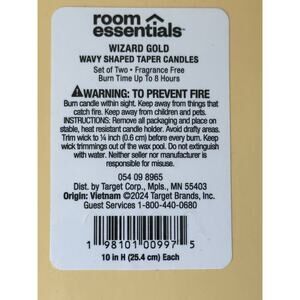 room
essentials™
WIZARD GOLD
WAVY SHAPED TAPER CANDLES
Set of Two • Fragrance Free
Burn Time Up To 8 Hours
WARNING: TO PREVENT FIRE
Burn candle within sight. Keep away from things that
catch fire. Keep away from children and pets.
INSTRUCTIONS: Remove all packaging and place on
stable, heat resistant candle holder. Avoid drafty areas.
Trim wick to ¼ inch (0.6 cm) before every burn. Keep
wick trimmings out of the wax pool. Do not extinguish
with water. Neither seller nor manufacturer is
responsible for misuse.
054 09 8965
Dist. by Target Corp., Mpls., MN 55403
Origin: Vietnam ©2024 Target Brands, Inc.
Guest Services 1-800-440-0680
1 98101 00997 5
10 in H (25.4 cm) Each